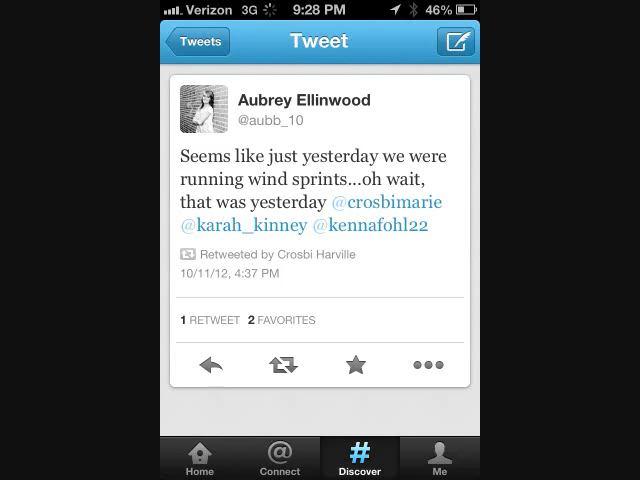 Verizon 3G 9:28 PM 46%
Tweets Tweet
Aubrey Ellinwood
@aubb_10
Seems like just yesterday we were
running wind sprints...oh wait,
that was yesterday @crosbimarie
@karah_kinney @kennafohl22
Retweeted by Crosbi Harville
10/11/12, 4:37 PM
1 RETWEET 2 FAVORITES
Home Connect Discover Me